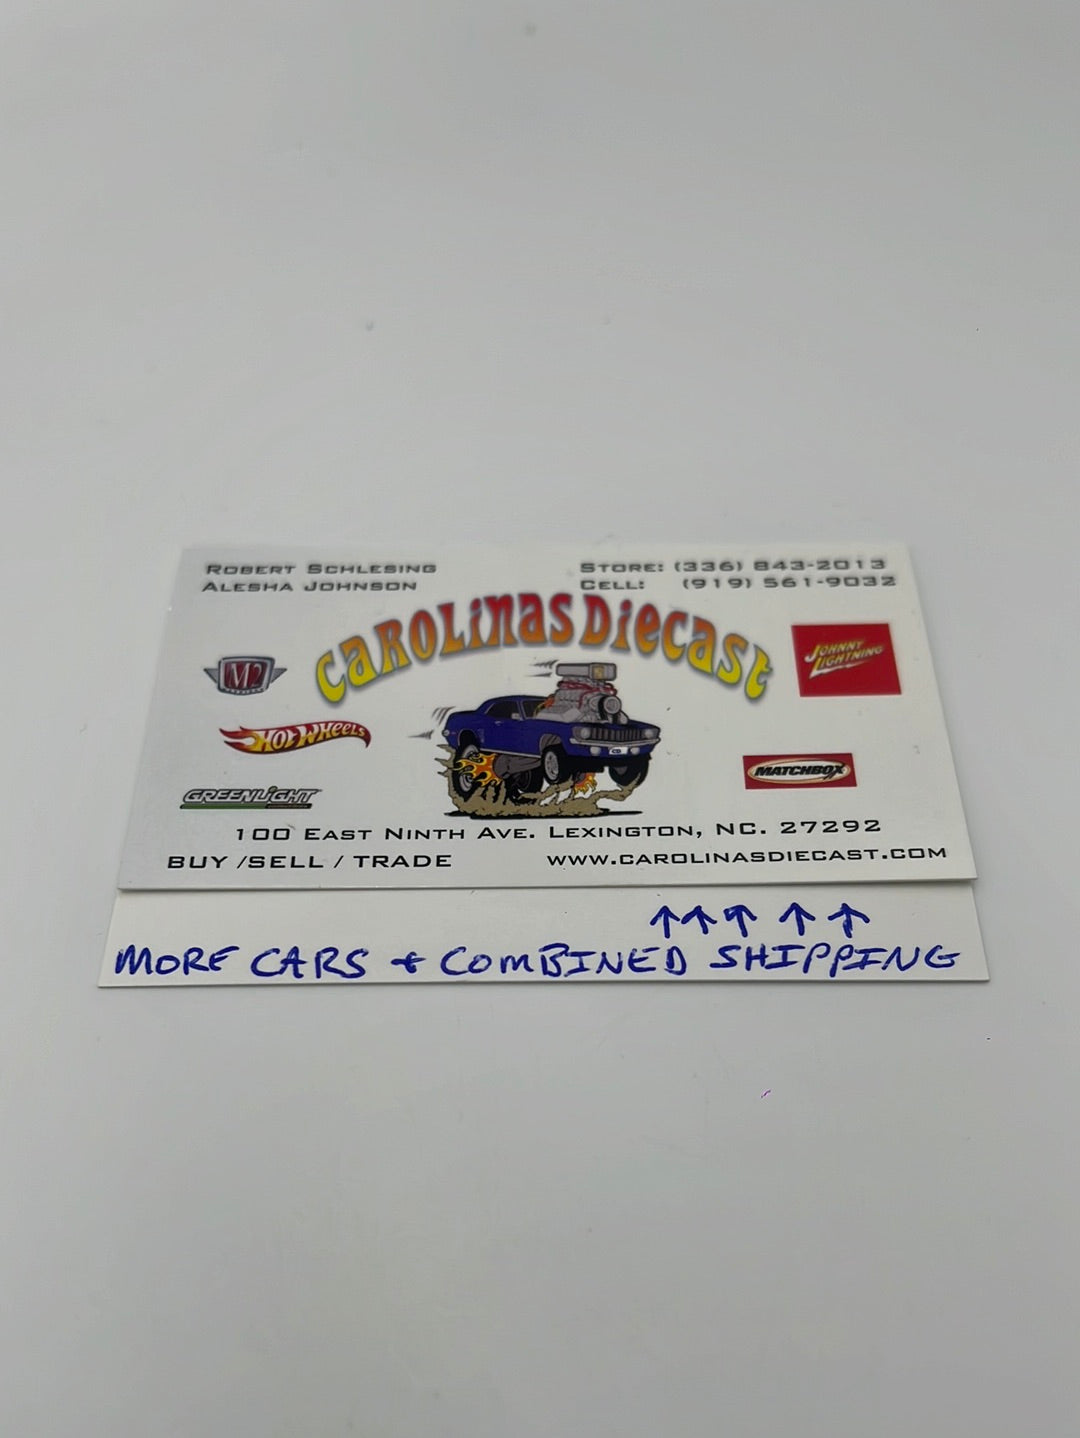 ROBERT SCHLESING
ALESHA JOHNSON
STORE: (336) 843-2013
CELL: (919) 561-9032
CAROLINAS DIECAST
M2
JOHNNY LIGHTNING
HOT WHEELS
MATCHBOX
GREENLIGHT
100 EAST NINTH AVE. LEXINGTON, NC. 27292
BUY /SELL / TRADE
WWW.CAROLINASDIECAST.COM
↑↑↑ ↑ ↑
MORE CARS + COMBINED SHIPPING